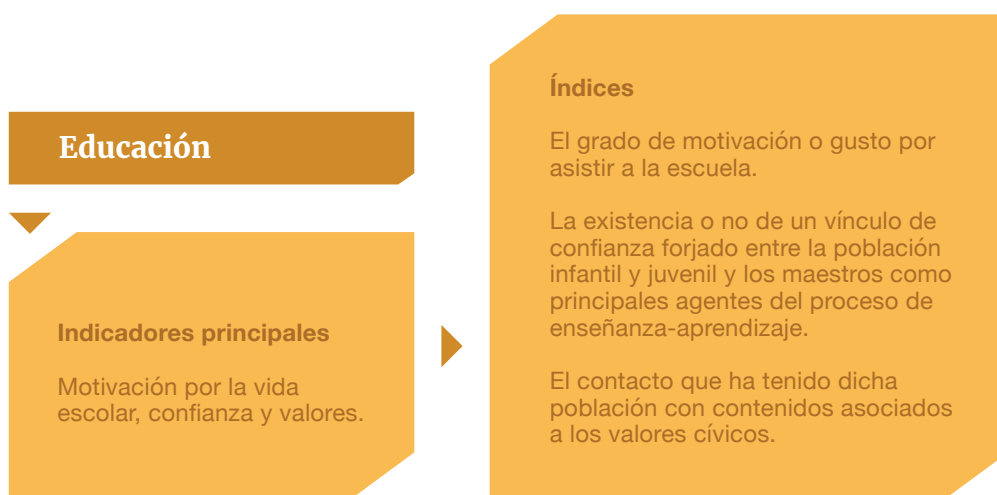 Educación
Indicadores principales
Motivación por la vida
escolar, confianza y valores.
Índices
El grado de motivación o gusto por
asistir a la escuela.
La existencia o no de un vínculo de
confianza forjado entre la población
infantil y juvenil y los maestros como
principales agentes del proceso de
enseñanza-aprendizaje.
El contacto que ha tenido dicha
población con contenidos asociados
a los valores cívicos.